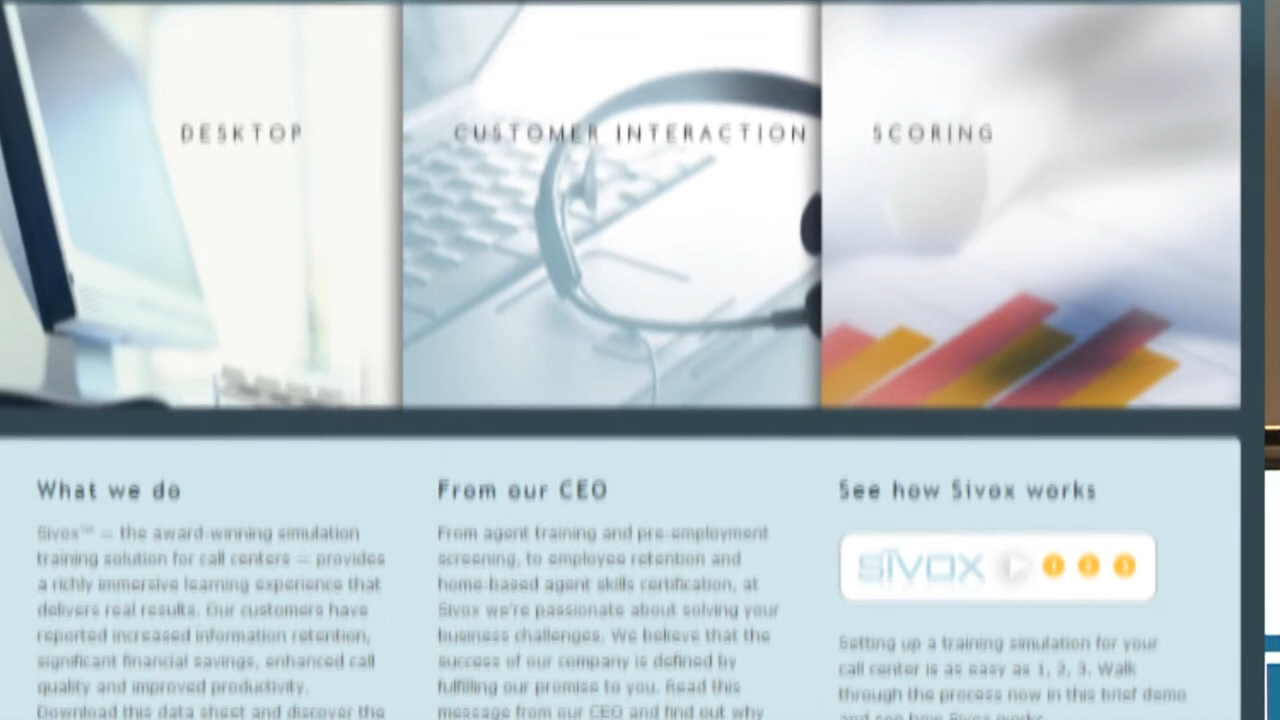 DESKTOP
CUSTOMER INTERACTION
SCORING
What we do
Sivox™ — the award-winning simulation
training solution for call centers — provides
a richly immersive learning experience that
delivers real results. Our customers have
reported increased information retention,
significant financial savings, enhanced call
quality and improved productivity.
Download this data sheet and discover the
From our CEO
From agent training and pre-employment
screening, to employee retention and
home-based agent skills certification, at
Sivox we're passionate about solving your
business challenges. We believe that the
success of our company is defined by
fulfilling our promise to you. Read this
message from our CEO and find out why
See how Sivox works
SIVOX
Setting up a training simulation for your
call center is as easy as 1, 2, 3. Walk
through the process now in this brief demo
and see how Sivox works